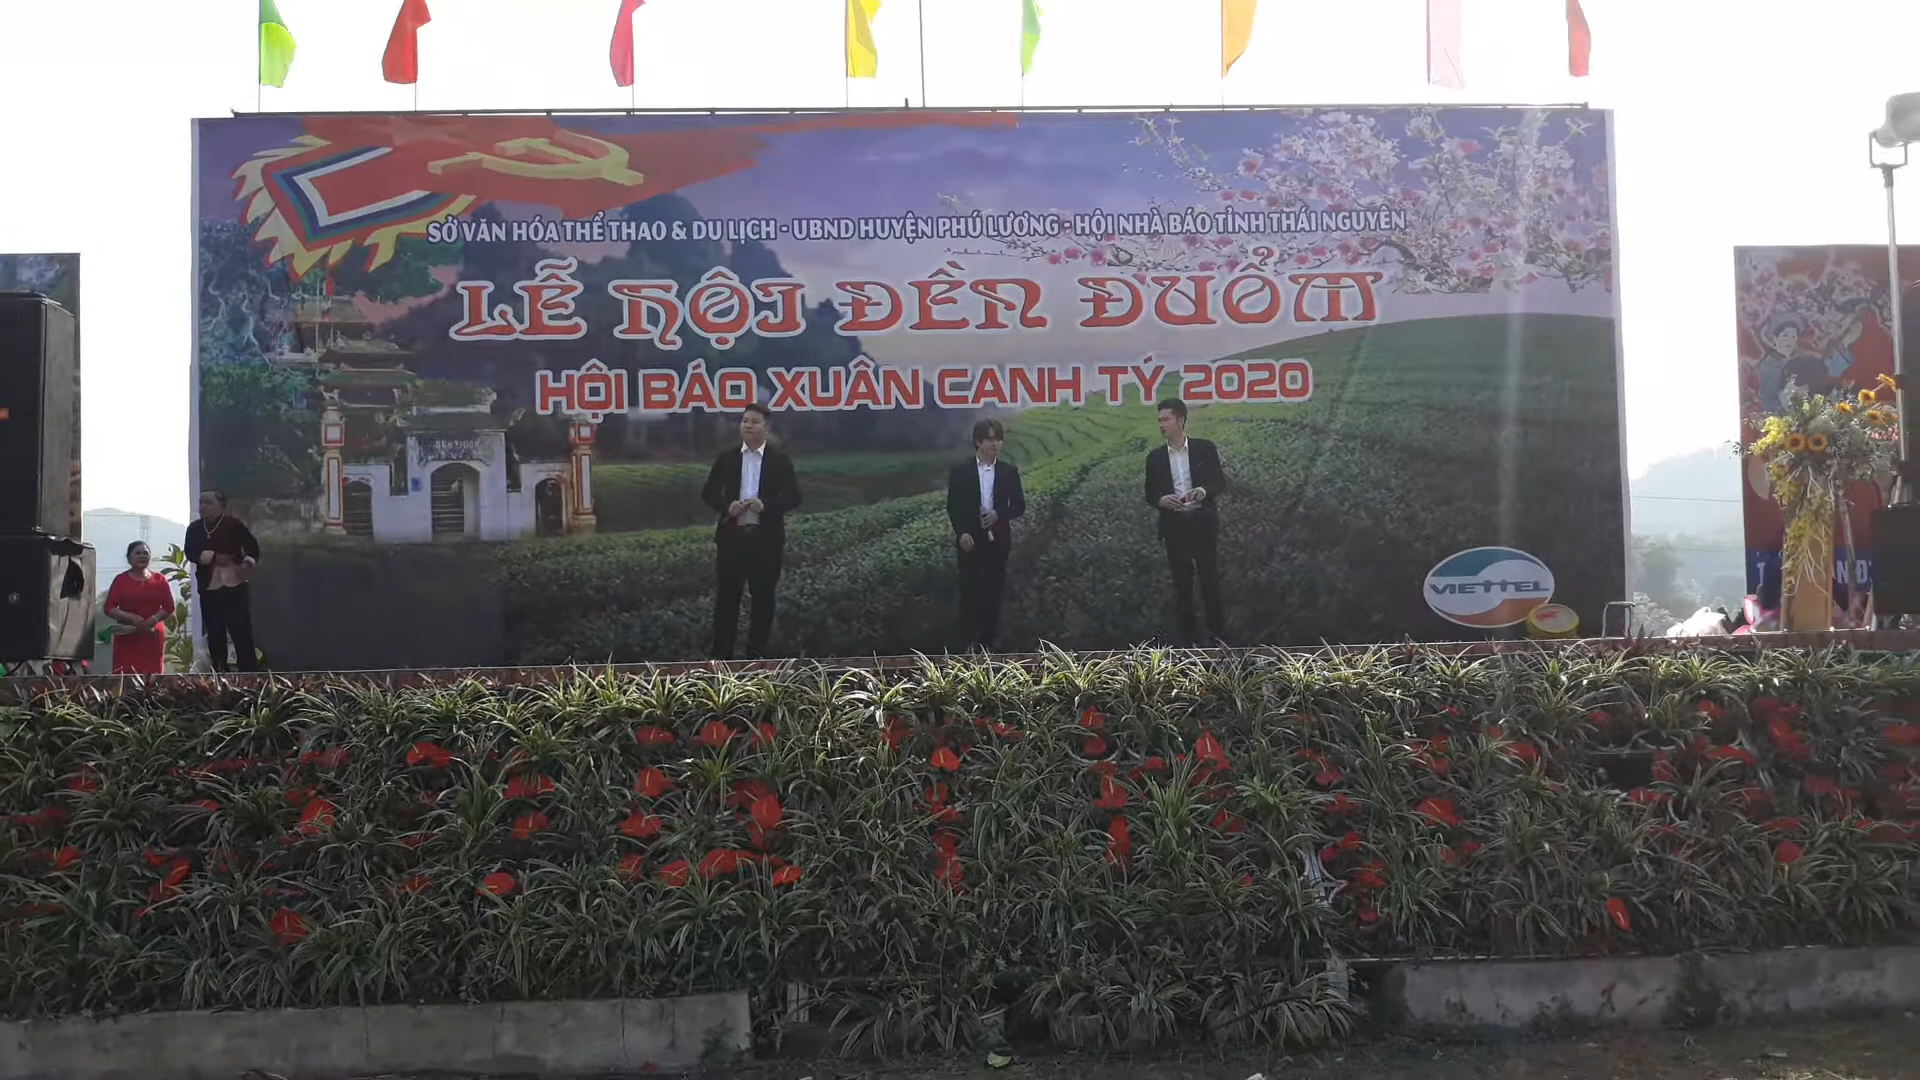 SỞ VĂN HÓA THỂ THAO & DU LỊCH - UBND HUYỆN PHÚ LƯƠNG - HỘI NHÀ BÁO TỈNH THÁI NGUYÊN
LỄ HỘI ĐỀN ĐUỔM
HỘI BÁO XUÂN CANH TÝ 2020
VIETTEL